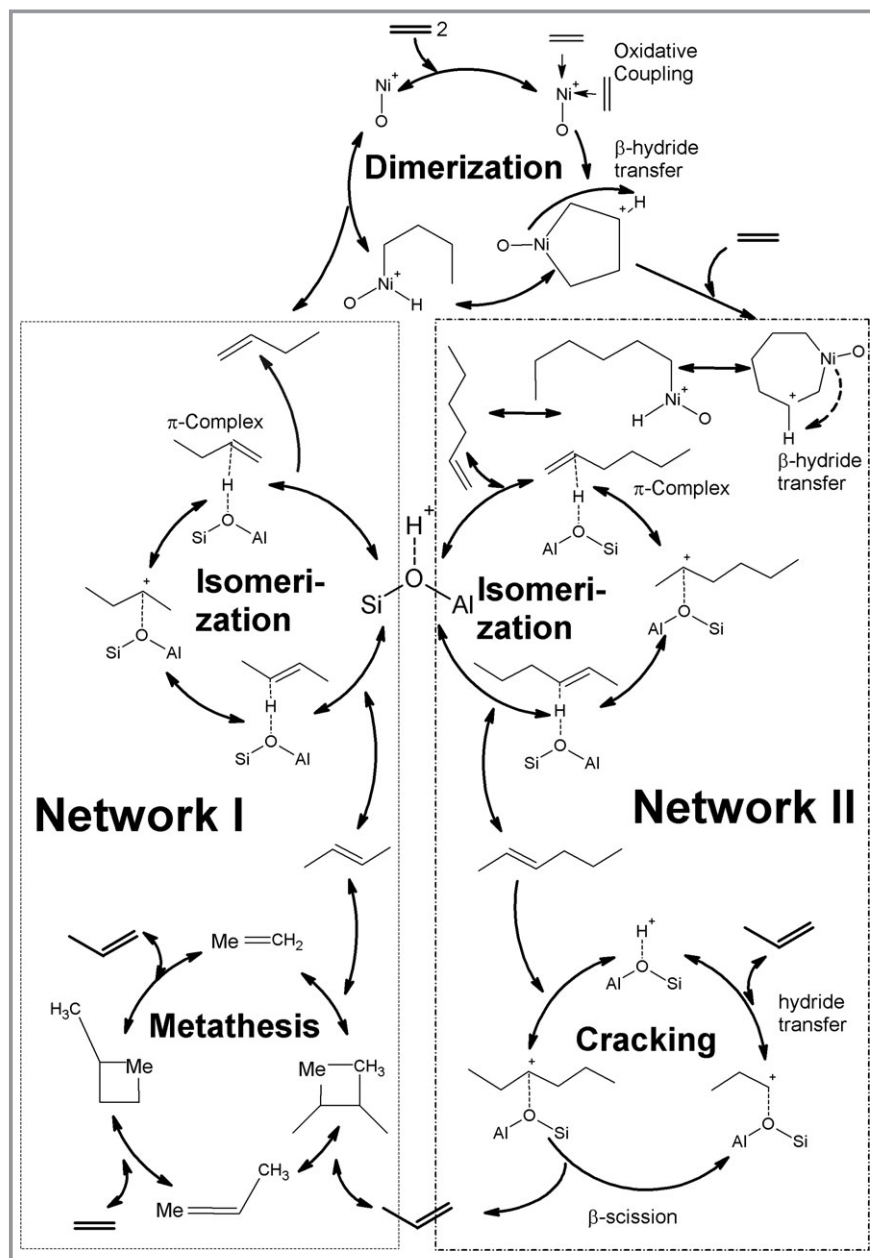 2
Ni+
O
Ni+
O
Oxidative
Coupling
Dimerization
β-hydride
transfer
+
H
O
Ni
Ni+
O
H
π-Complex
H
O
Si
Al
+
O
Si
Al
H
O
Si
Al
Isomeri-
zation
H+
O
Si
Al
Ni+
H
O
Ni
O
+
H
β-hydride
transfer
π-Complex
H
O
Al
Si
+
O
Al
Si
H
O
Si
Al
Isomeri-
zation
Network I
Network II
Me
CH2
H3C
Me
Metathesis
Me
CH3
Me
CH3
H+
O
Al
Si
hydride
transfer
Cracking
+
O
Al
Si
+
O
Al
Si
β-scission